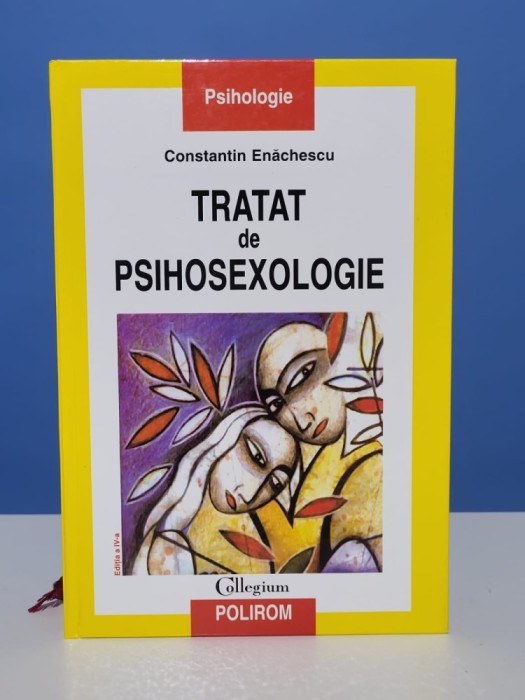 Psihologie
Constantin Enăchescu
TRATAT
de
PSIHOSEXOLOGIE
Ediția a IV-a
Collegium
POLIROM